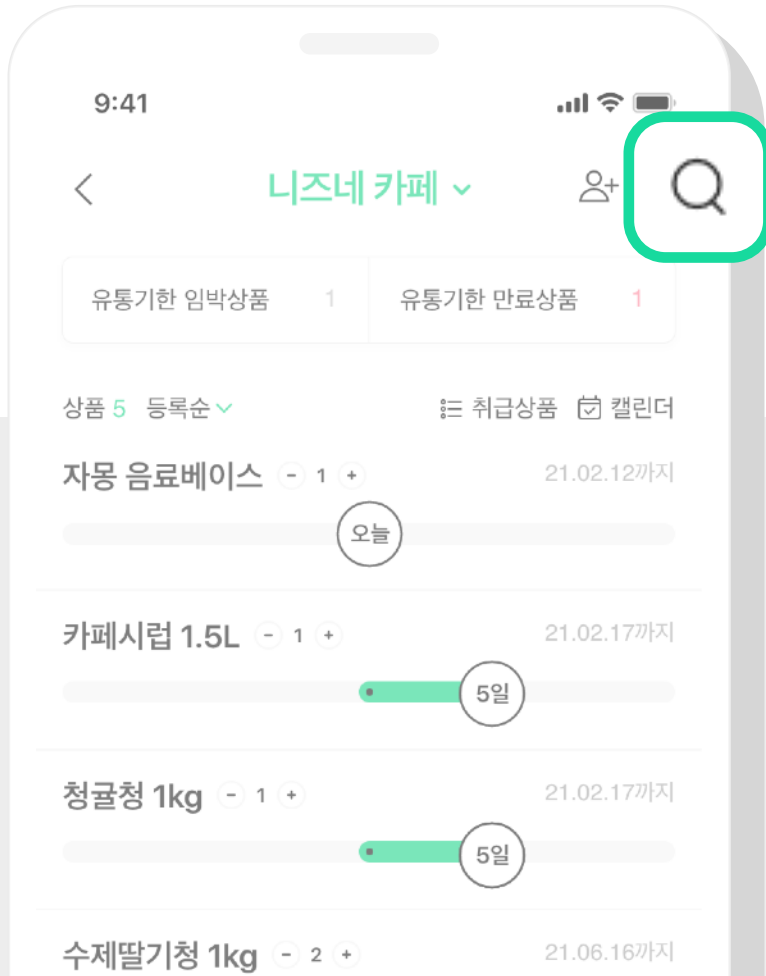 9:41
니즈네 카페
유통기한 임박상품 1 유통기한 만료상품 1
상품 5 등록순 취급상품 캘린더
자몽 음료베이스 - 1 + 21.02.12까지
오늘
카페시럽 1.5L - 1 + 21.02.17까지
5일
청귤청 1kg - 1 + 21.02.17까지
5일
수제딸기청 1kg - 2 + 21.06.16까지